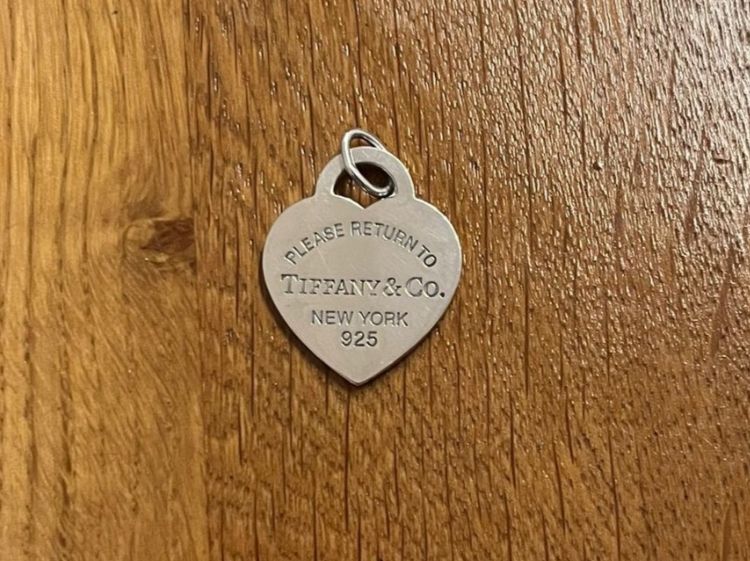 PLEASE RETURN TO
TIFFANY & CO.
NEW YORK
925